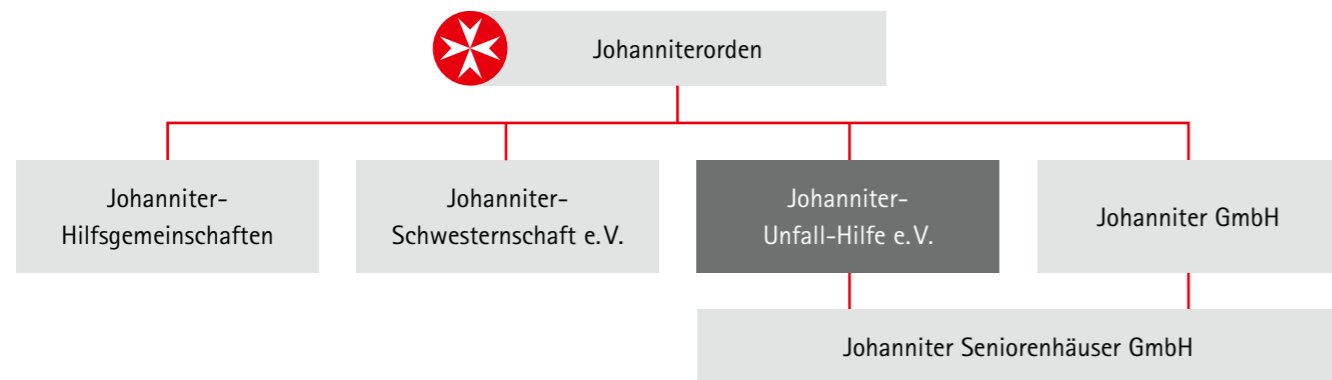 Johanniterorden
Johanniter-
Hilfsgemeinschaften
Johanniter-
Schwesternschaft e.V.
Johanniter-
Unfall-Hilfe e.V.
Johanniter GmbH
Johanniter Seniorenhäuser GmbH